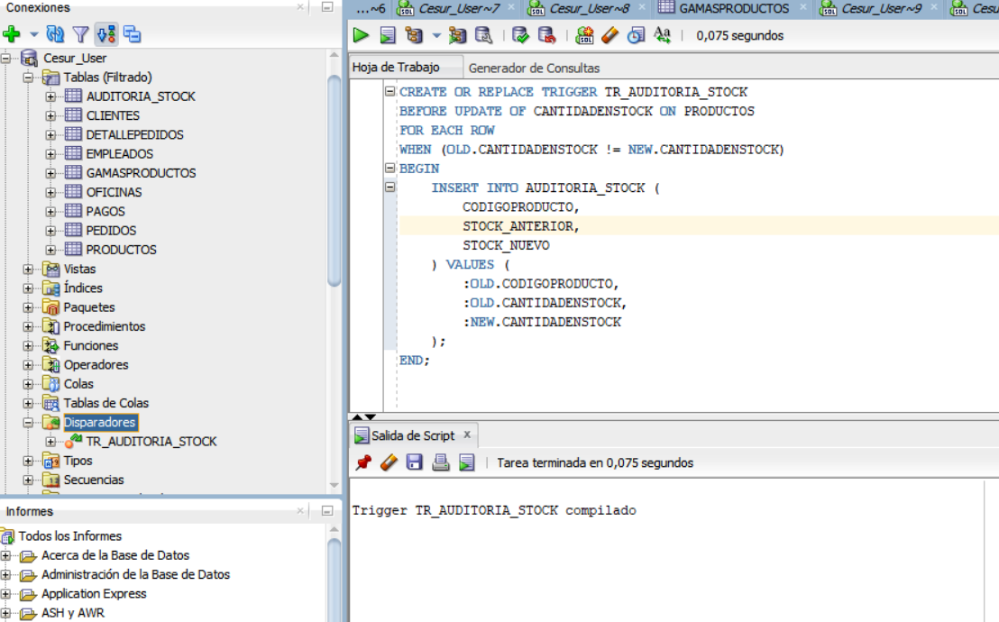 Conexiones
Cesur_User
Tablas (Filtrado)
AUDITORIA_STOCK
CLIENTES
DETALLEPEDIDOS
EMPLEADOS
GAMASPRODUCTOS
OFICINAS
PAGOS
PEDIDOS
PRODUCTOS
Vistas
Índices
Paquetes
Procedimientos
Funciones
Operadores
Colas
Tablas de Colas
Disparadores
TR_AUDITORIA_STOCK
Tipos
Secuencias
Informes
Todos los Informes
Acerca de la Base de Datos
Administración de la Base de Datos
Application Express
ASH y AWR
...~6 Cesur_User~7 Cesur_User~8 GAMASPRODUCTOS Cesur_User~9 Cesu
0,075 segundos
Hoja de Trabajo Generador de Consultas
CREATE OR REPLACE TRIGGER TR_AUDITORIA_STOCK
BEFORE UPDATE OF CANTIDADENSTOCK ON PRODUCTOS
FOR EACH ROW
WHEN (OLD.CANTIDADENSTOCK != NEW.CANTIDADENSTOCK)
BEGIN
INSERT INTO AUDITORIA_STOCK (
CODIGOPRODUCTO,
STOCK_ANTERIOR,
STOCK_NUEVO
) VALUES (
:OLD.CODIGOPRODUCTO,
:OLD.CANTIDADENSTOCK,
:NEW.CANTIDADENSTOCK
);
END;
Salida de Script x
Tarea terminada en 0,075 segundos
Trigger TR_AUDITORIA_STOCK compilado